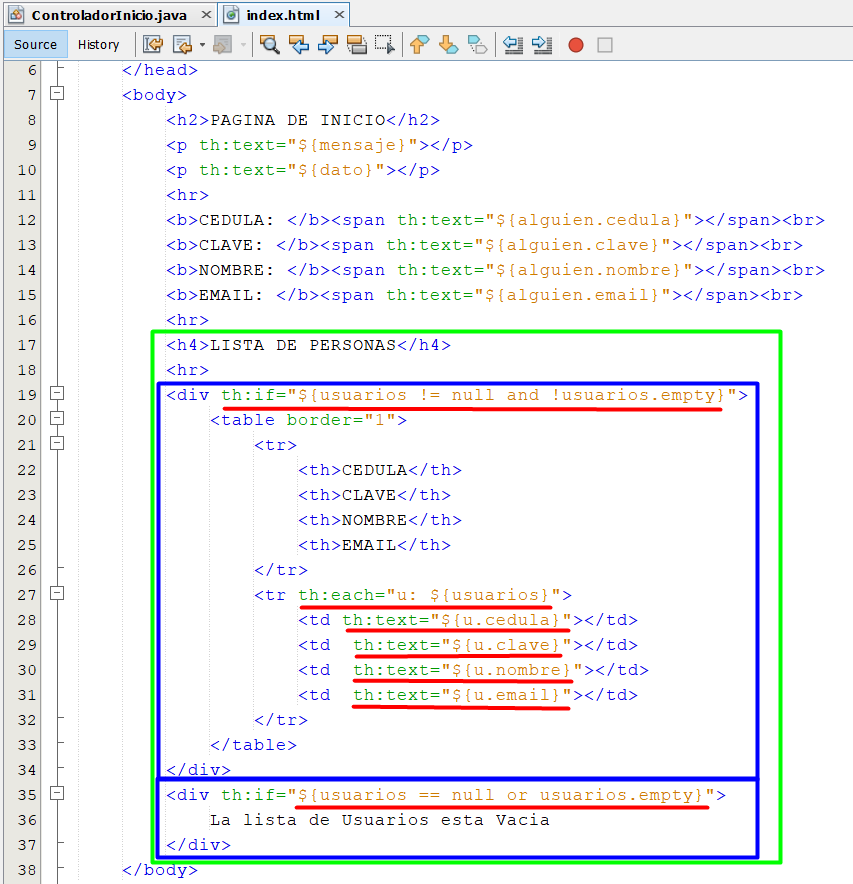 ControladorInicio.java × index.html ×
Source History
6 </head>
7 <body>
8 <h2>PAGINA DE INICIO</h2>
9 <p th:text="${mensaje}"></p>
10 <p th:text="${dato}"></p>
11 <hr>
12 <b>CEDULA: </b><span th:text="${alguien.cedula}"></span><br>
13 <b>CLAVE: </b><span th:text="${alguien.clave}"></span><br>
14 <b>NOMBRE: </b><span th:text="${alguien.nombre}"></span><br>
15 <b>EMAIL: </b><span th:text="${alguien.email}"></span><br>
16 <hr>
17 <h4>LISTA DE PERSONAS</h4>
18 <hr>
19 <div th:if="${usuarios != null and !usuarios.empty}">
20 <table border="1">
21 <tr>
22 <th>CEDULA</th>
23 <th>CLAVE</th>
24 <th>NOMBRE</th>
25 <th>EMAIL</th>
26 </tr>
27 <tr th:each="u: ${usuarios}">
28 <td th:text="${u.cedula}"></td>
29 <td  th:text="${u.clave}"></td>
30 <td  th:text="${u.nombre}"></td>
31 <td  th:text="${u.email}"></td>
32 </tr>
33 </table>
34 </div>
35 <div th:if="${usuarios == null or usuarios.empty}">
36 La lista de Usuarios esta Vacia
37 </div>
38 </body>